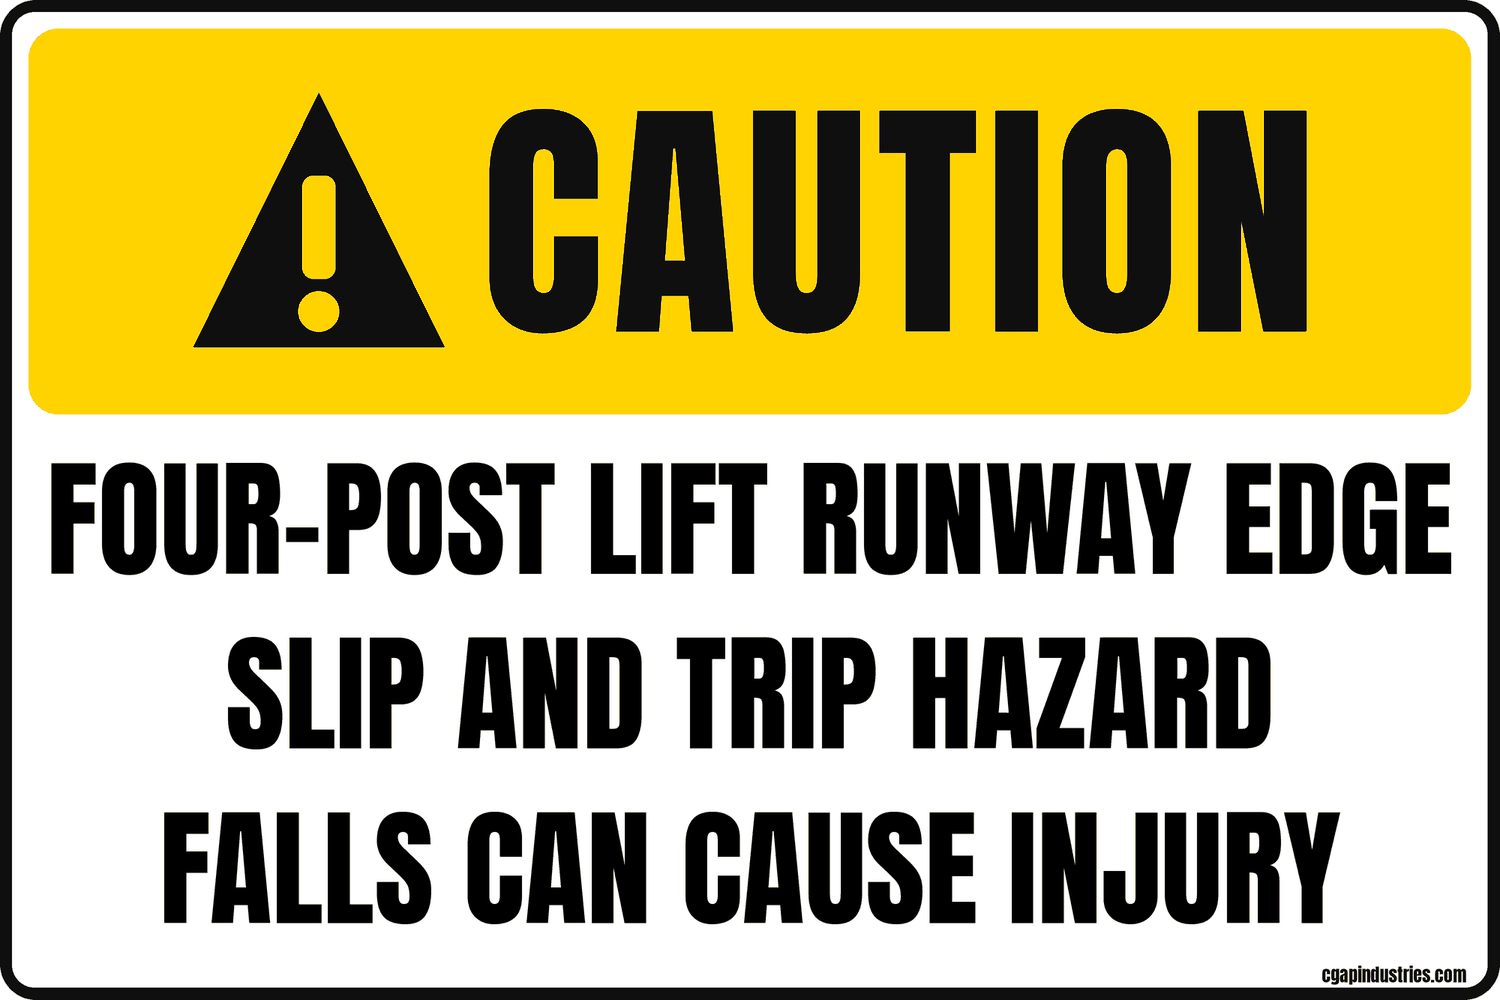 CAUTION
FOUR-POST LIFT RUNWAY EDGE
SLIP AND TRIP HAZARD
FALLS CAN CAUSE INJURY
cgapindustries.com